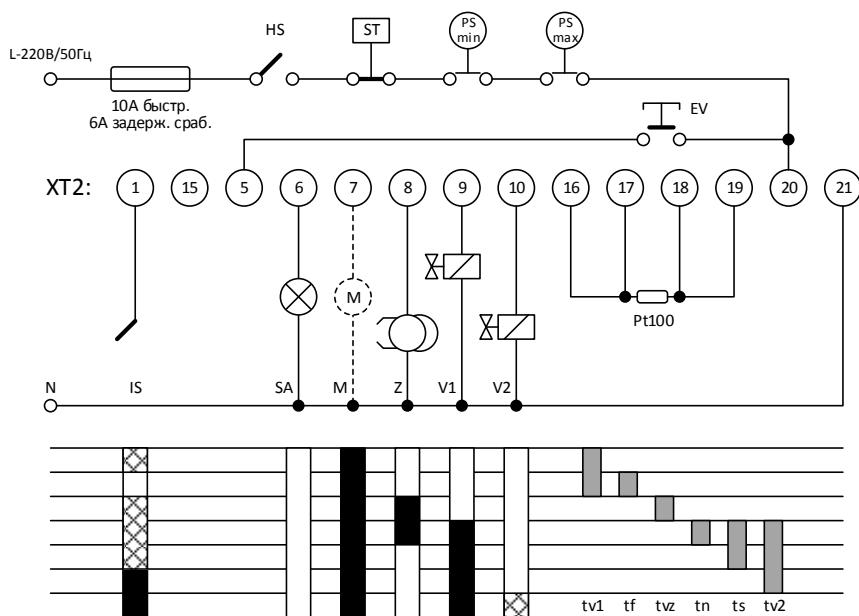 HS
ST
PS
min
PS
max
L-220В/50Гц
10А быстр.
6А задерж. сраб.
EV
XT2:
1
15
5
6
7
8
9
10
16
17
18
19
20
21
M
Pt100
N
IS
SA
M
Z
V1
V2
tv1
tf
tvz
tn
ts
tv2